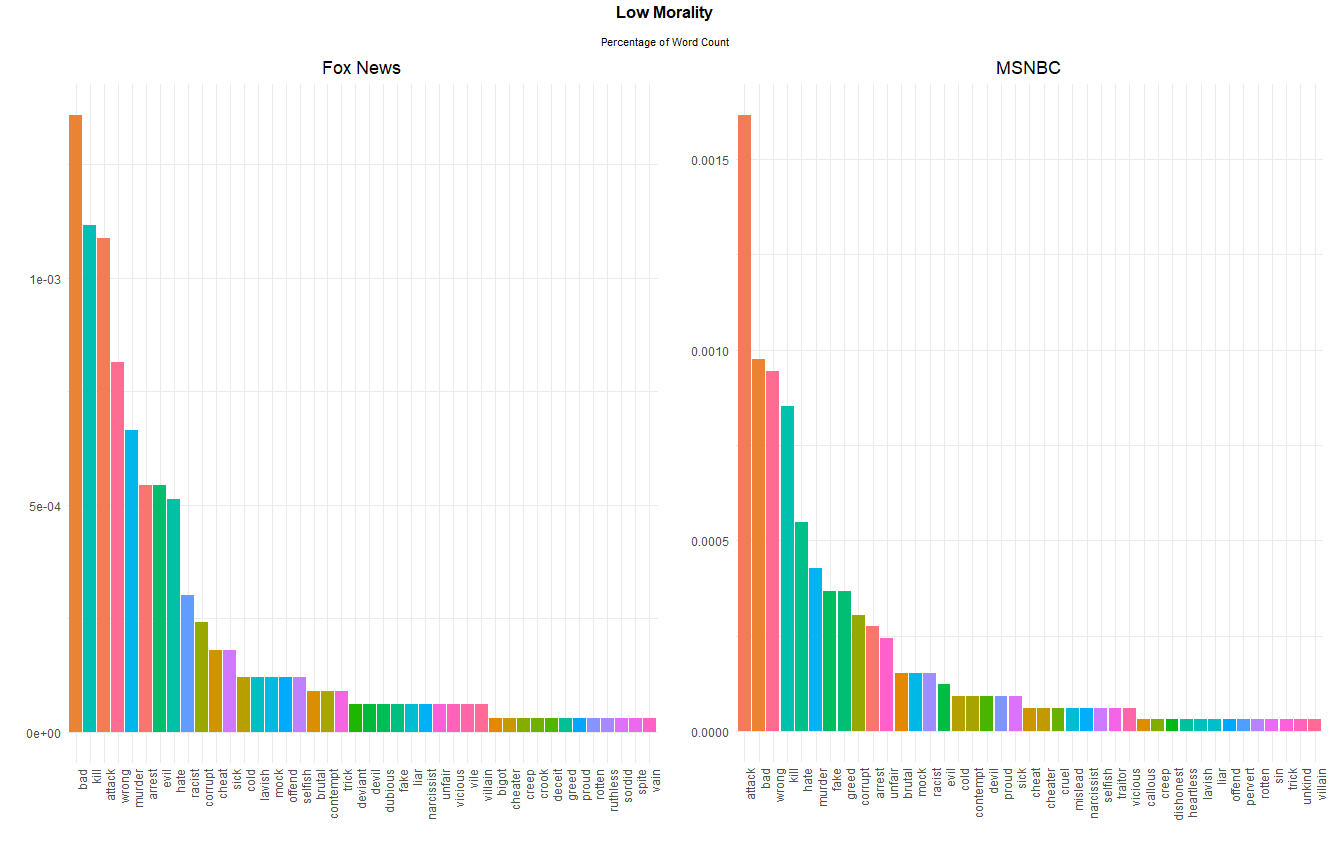 Low Morality
Percentage of Word Count
Fox News
1e-03
5e-04
0e+00
bad
kill
attack
wrong
murder
arrest
evil
hate
racist
corrupt
cheat
sick
cold
lavish
mock
offend
selfish
brutal
contempt
trick
deviant
devil
dubious
fake
liar
narcissist
unfair
vicious
vile
villain
bigot
cheater
creep
crook
deceit
greed
proud
rotten
ruthless
sordid
spite
vain
MSNBC
0.0015
0.0010
0.0005
0.0000
attack
bad
wrong
kill
hate
murder
fake
greed
corrupt
arrest
unfair
brutal
mock
racist
evil
cold
contempt
devil
proud
sick
cheat
cheater
cruel
mislead
narcissist
selfish
traitor
vicious
callous
creep
dishonest
heartless
lavish
liar
offend
pervert
rotten
sin
trick
unkind
villain